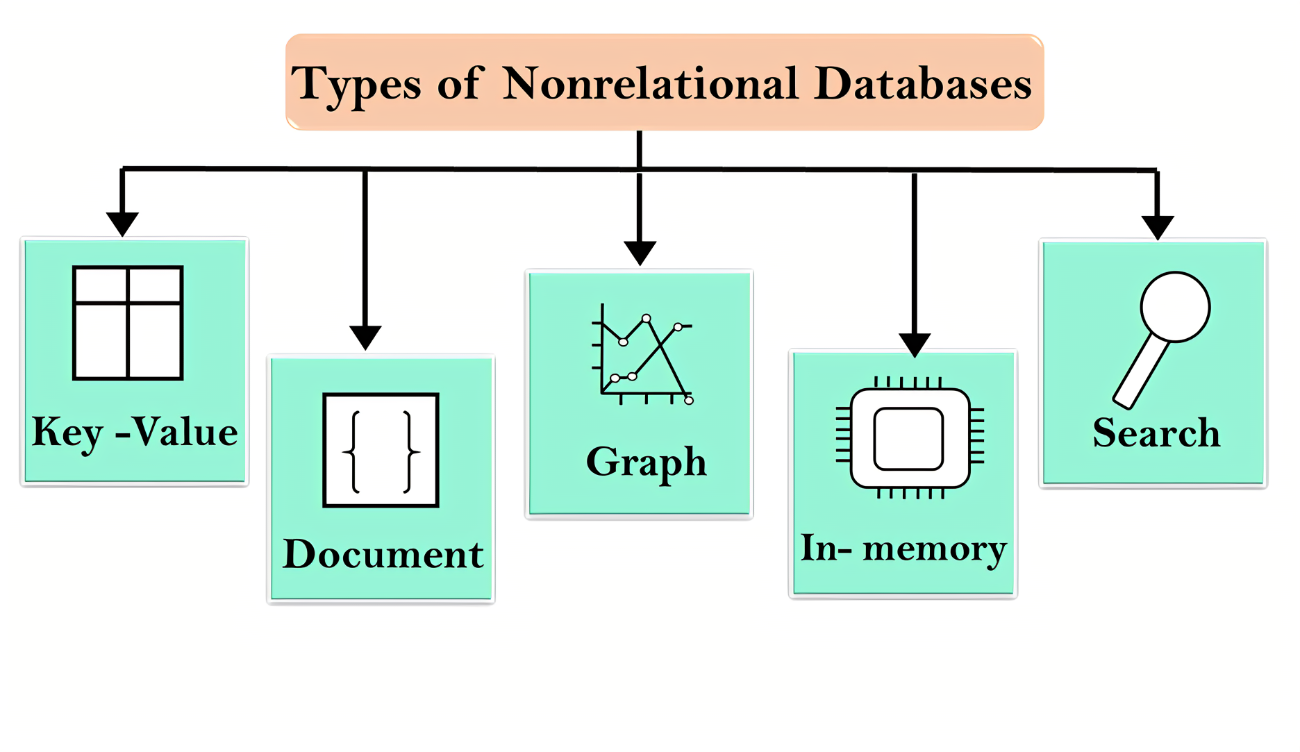 Types of Nonrelational Databases
Key -Value
Document
Graph
In- memory
Search